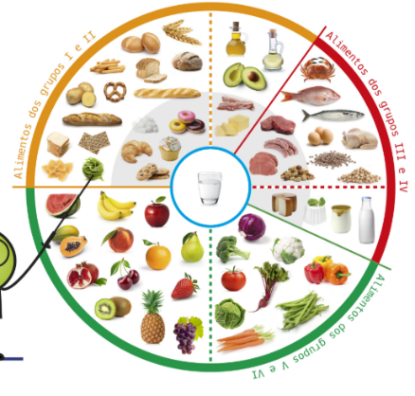 Alimentos dos grupos I e II
Alimentos dos grupos III e IV
Alimentos dos grupos V e VI